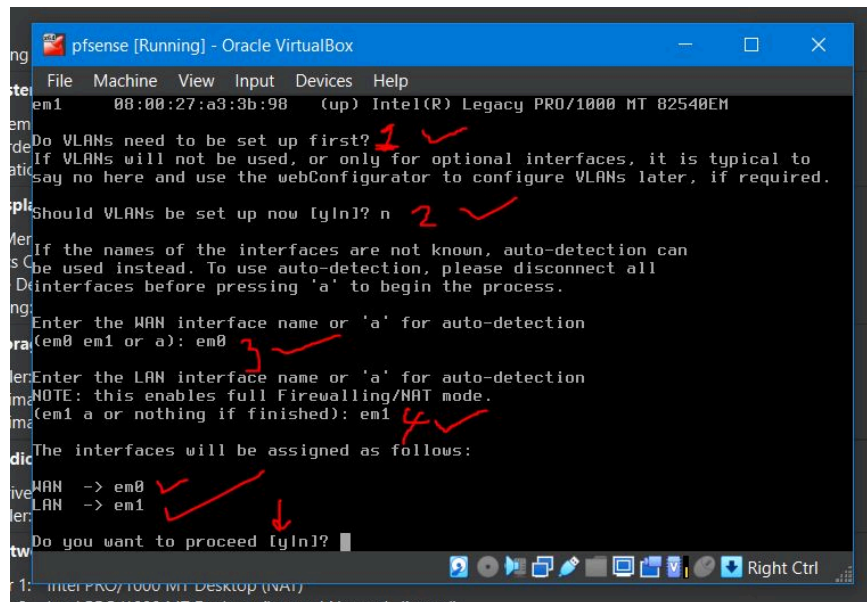 pfsense [Running] - Oracle VirtualBox
File Machine View Input Devices Help
em1 08:00:27:a3:3b:98 (up) Intel(R) Legacy PRO/1000 MT 82540EM
Do VLANs need to be set up first? 1
If VLANs will not be used, or only for optional interfaces, it is typical to
say no here and use the webConfigurator to configure VLANs later, if required.
Should VLANs be set up now [y|n]? n 2
If the names of the interfaces are not known, auto-detection can
be used instead. To use auto-detection, please disconnect all
interfaces before pressing 'a' to begin the process.
Enter the WAN interface name or 'a' for auto-detection
(em0 em1 or a): em0 3
Enter the LAN interface name or 'a' for auto-detection
NOTE: this enables full Firewalling/NAT mode.
(em1 a or nothing if finished): em1 4
The interfaces will be assigned as follows:
WAN -> em0
LAN -> em1
Do you want to proceed [y|n]?
Right Ctrl
1: Intel PRO/1000 MT Desktop (NAT)